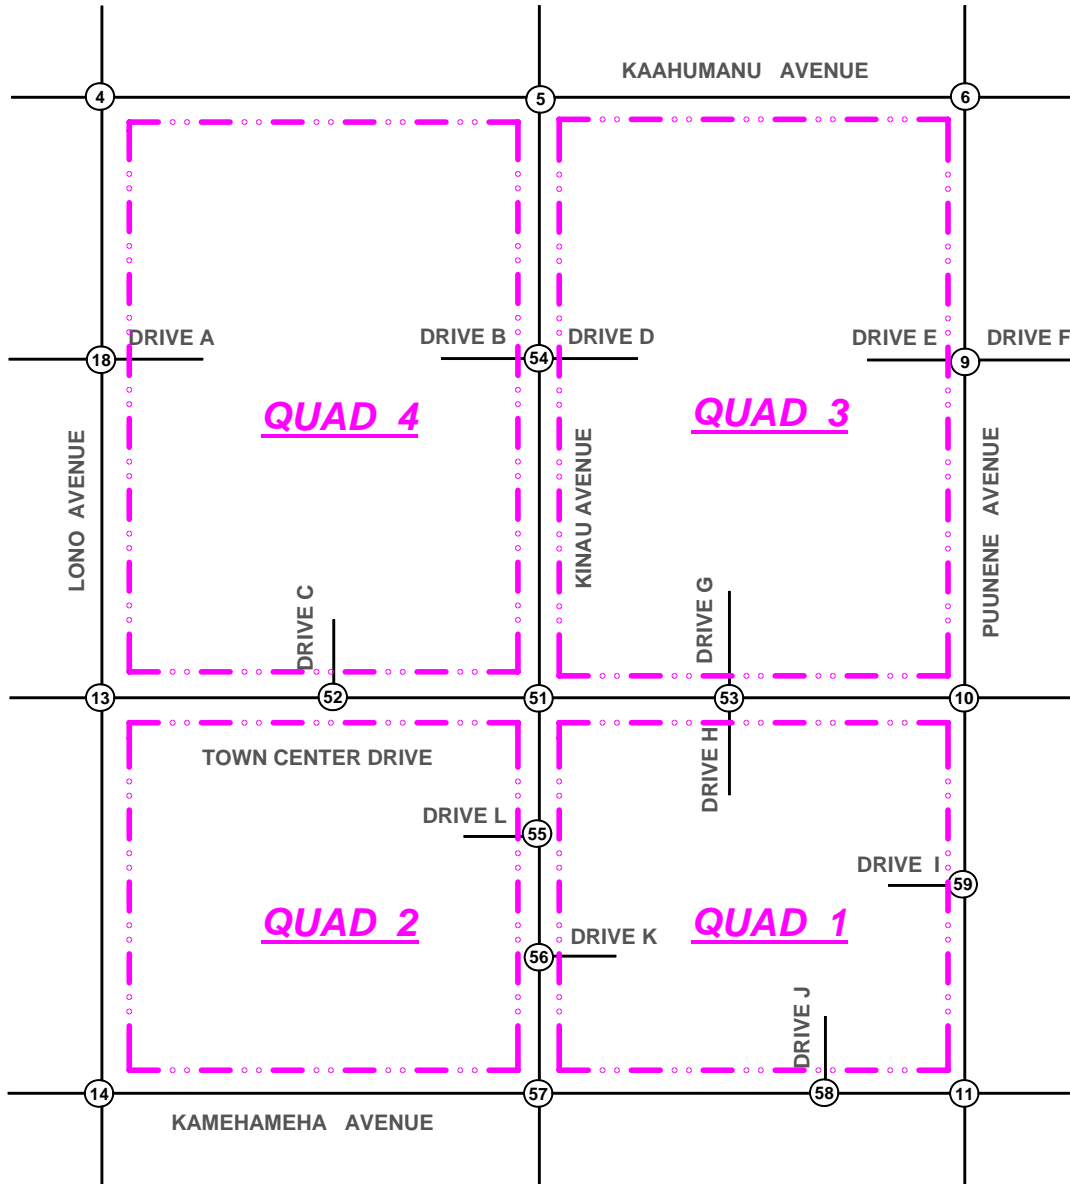 KAAHUMANU AVENUE
4
5
6
DRIVE A
DRIVE B
DRIVE D
DRIVE E
DRIVE F
18
54
9
QUAD 4
QUAD 3
LONO AVENUE
KINAU AVENUE
PUUNENE AVENUE
DRIVE C
DRIVE G
13
52
51
53
10
TOWN CENTER DRIVE
DRIVE H
DRIVE L
55
DRIVE I
59
QUAD 2
QUAD 1
DRIVE K
56
DRIVE J
14
57
58
11
KAMEHAMEHA AVENUE